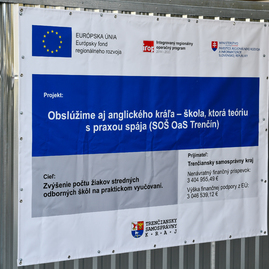 EURÓPSKA ÚNIA
Európsky fond
regionálneho rozvoja
Integrovaný regionálny
operačný program
MINISTERSTVO
Projekt:
Obslúžime aj anglického kráľa – škola, ktorá teóriu
s praxou spája (SOŠ OaS Trenčín)
Cieľ:
Zvýšenie počtu žiakov stredných
odborných škôl na praktickom vyučovaní.
Prijímateľ:
Trenčiansky samosprávny kraj
Nenávratný finančný príspevok:
3 404 955,49 €
Výška finančnej podpory z EÚ:
3 046 539,12 €
TRENČIANSKY
SAMOSPRÁVNY
KRAJ